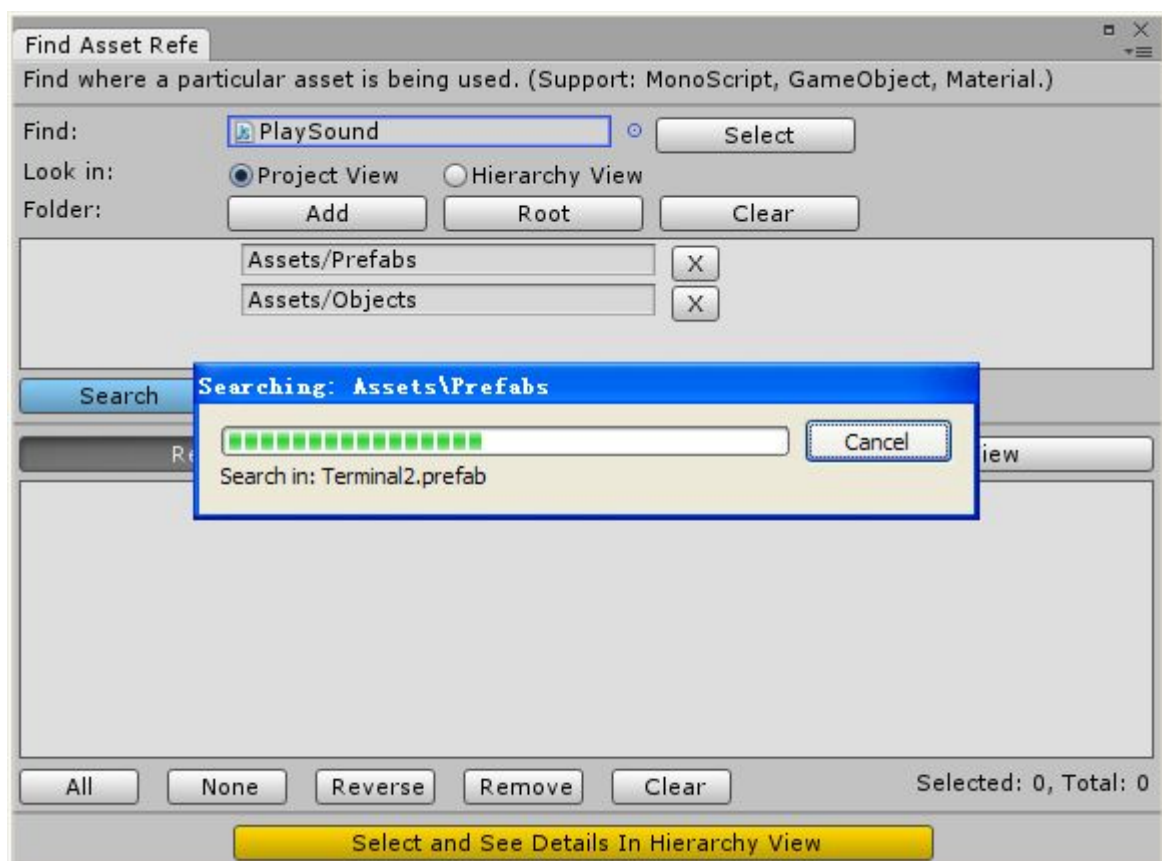 Find Asset Refe
Find where a particular asset is being used. (Support: MonoScript, GameObject, Material.)
Find: PlaySound Select
Look in: Project View Hierarchy View
Folder: Add Root Clear
Assets/Prefabs X
Assets/Objects X
Searching: Assets\Prefabs
Search
Cancel
Re iew
Search in: Terminal2.prefab
All None Reverse Remove Clear Selected: 0, Total: 0
Select and See Details In Hierarchy View